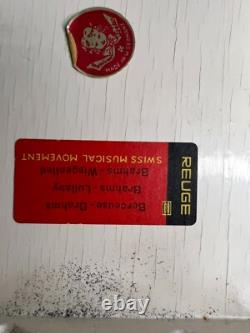 REUGE
SWISS MUSICAL MOVEMENT
Brahms - Wiegenlied
Brahms - Lullaby
Berceuse - Brahms